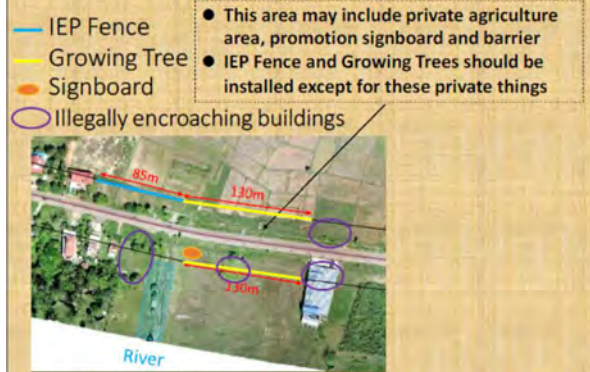 IEP Fence
Growing Tree
Signboard
Illegally encroaching buildings
● This area may include private agriculture
area, promotion signboard and barrier
● IEP Fence and Growing Trees should be
installed except for these private things
85m
130m
130m
River